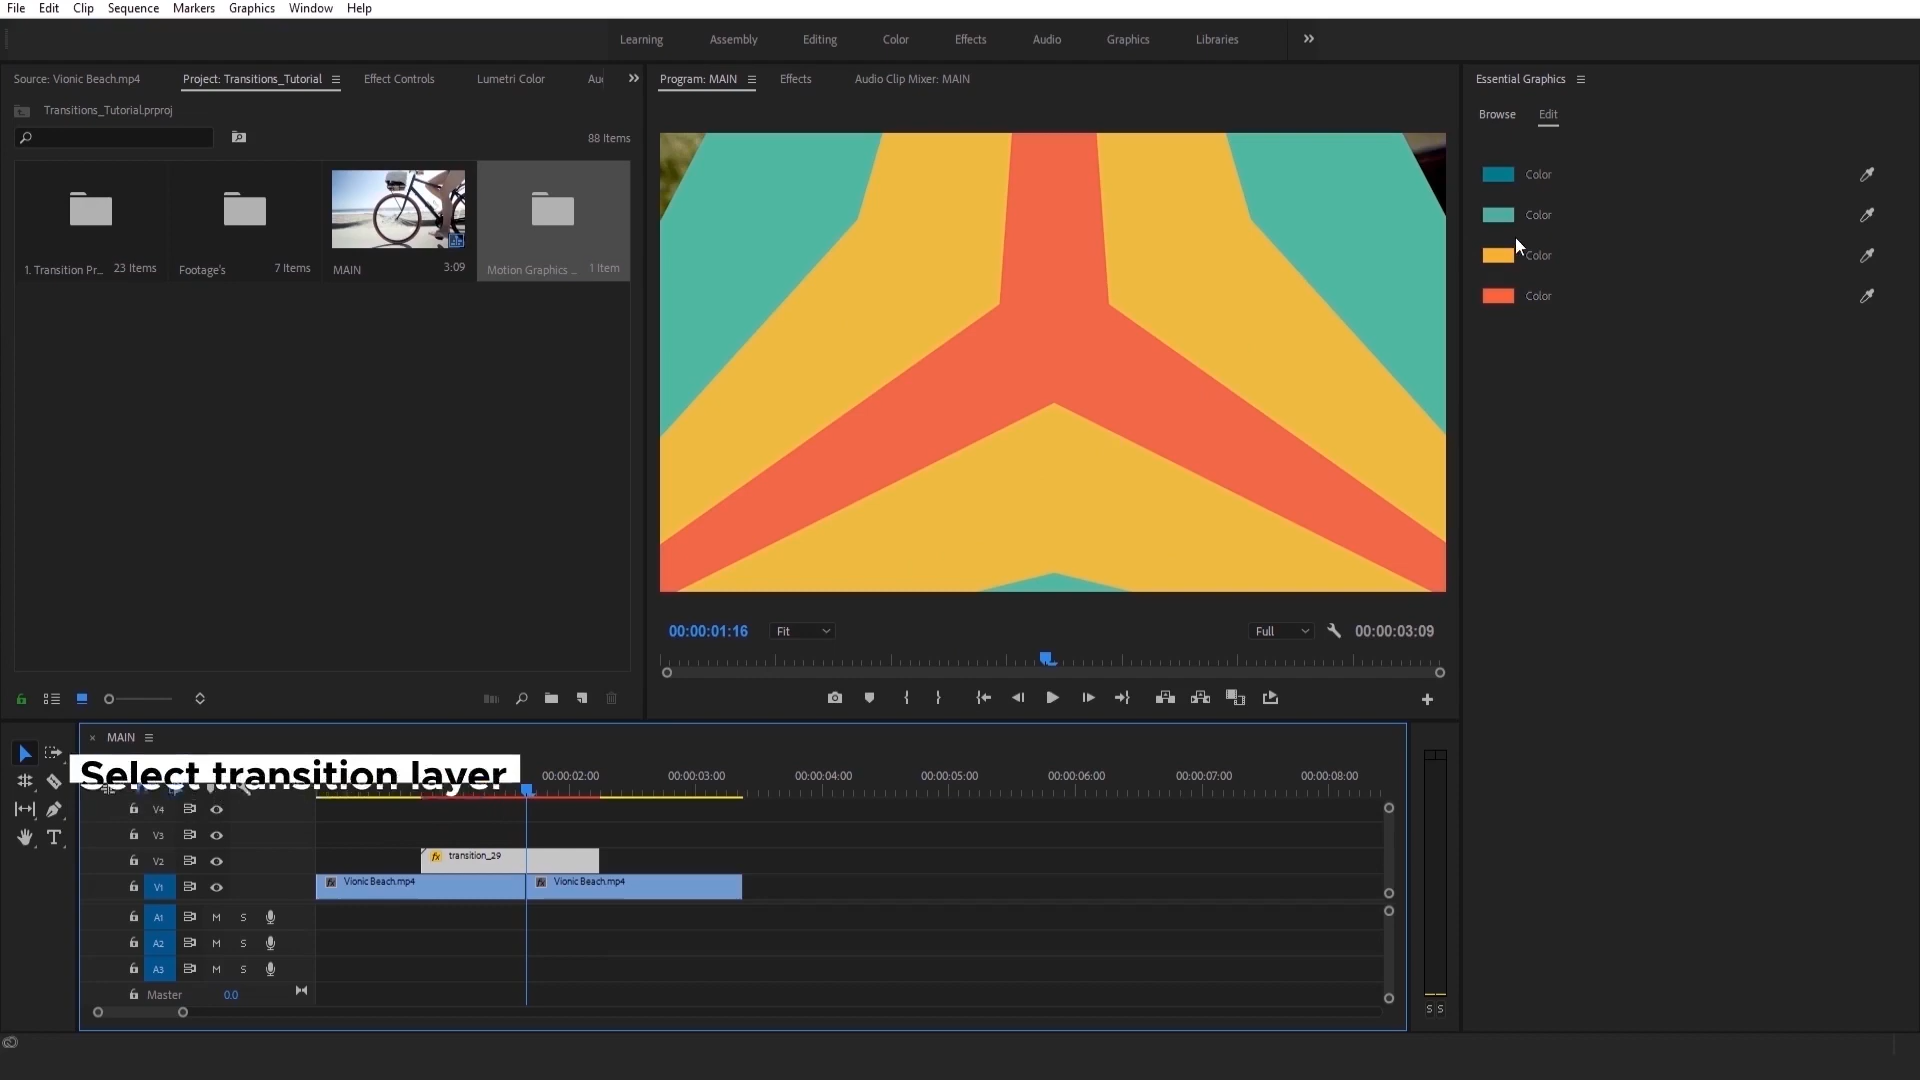 File Edit Clip Sequence Markers Graphics Window Help
Learning Assembly Editing Color Effects Audio Graphics Libraries
Source: Vionic Beach.mp4 Project: Transitions_Tutorial Effect Controls Lumetri Color Au
Program: MAIN Effects Audio Clip Mixer: MAIN
Essential Graphics
Transitions_Tutorial.prproj
Browse Edit
88 Items
Color
Color
Color
Color
1. Transition Pr... 23 Items Footage's 7 Items MAIN 3:09 Motion Graphics ... 1 Item
00:00:01:16 Fit Full 00:00:03:09
MAIN
Select transition layer
00:00:02:00 00:00:03:00 00:00:04:00 00:00:05:00 00:00:06:00 00:00:07:00 00:00:08:00
V4
V3
V2 fx transition_29
V1 fx Vionic Beach.mp4 fx Vionic Beach.mp4
A1 M S
A2 M S
A3 M S
Master 0.0
S S